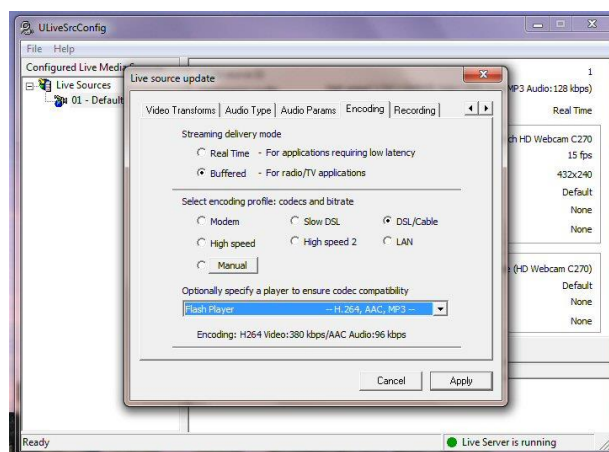 ULiveSrcConfig
File Help
Configured Live Media
Live Sources
01 - Default
Live source update
Video Transforms Audio Type Audio Params Encoding Recording
Streaming delivery mode
Real Time - For applications requiring low latency
Buffered - For radio/TV applications
Select encoding profile: codecs and bitrate
Modem Slow DSL DSL/Cable
High speed High speed 2 LAN
Manual
Optionally specify a player to ensure codec compatibility
Flash Player -- H.264, AAC, MP3 --
Encoding: H264 Video:380 kbps/AAC Audio:96 kbps
Cancel Apply
1
MP3 Audio:128 kbps)
Real Time
ch HD Webcam C270
15 fps
432x240
Default
None
None
(HD Webcam C270)
Default
None
None
Ready
Live Server is running